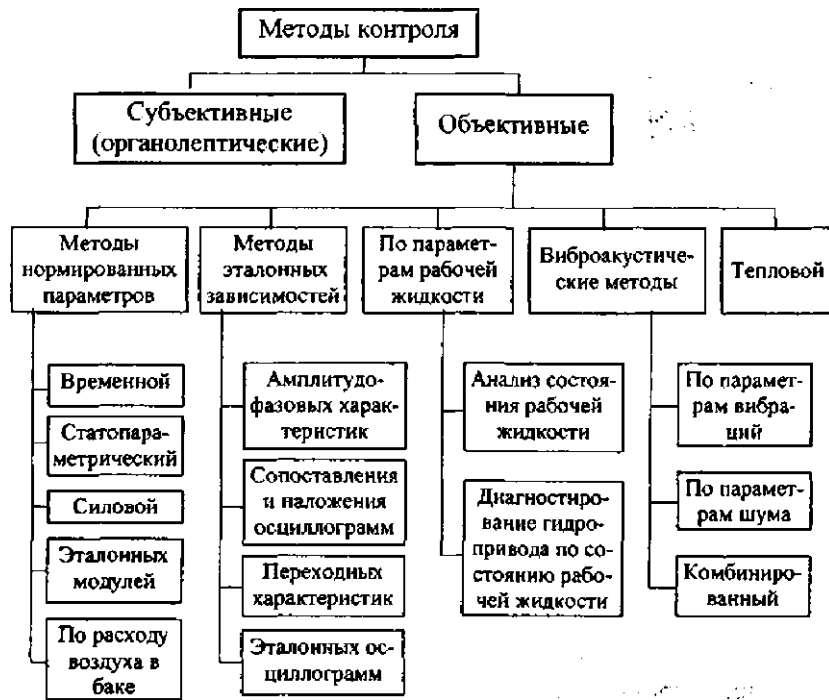 Методы контроля
Субъективные
(органолептические)
Объективные
Методы
нормированных
параметров
Методы
эталонных
зависимостей
По парамет-
рам рабочей
жидкости
Виброакустиче-
ские методы
Тепловой
Временной
Статопара-
метрический
Силовой
Эталонных
модулей
По расходу
воздуха в
баке
Амплитудо-
фазовых харак-
теристик
Сопоставления
и наложения
осциллограмм
Переходных
характеристик
Эталонных ос-
циллограмм
Анализ состоя-
ния рабочей
жидкости
Диагностиро-
вание гидро-
привода по со-
стоянию рабо-
чей жидкости
По парамет-
рам вибра-
ций
По парамет-
рам шума
Комбиниро-
ванный